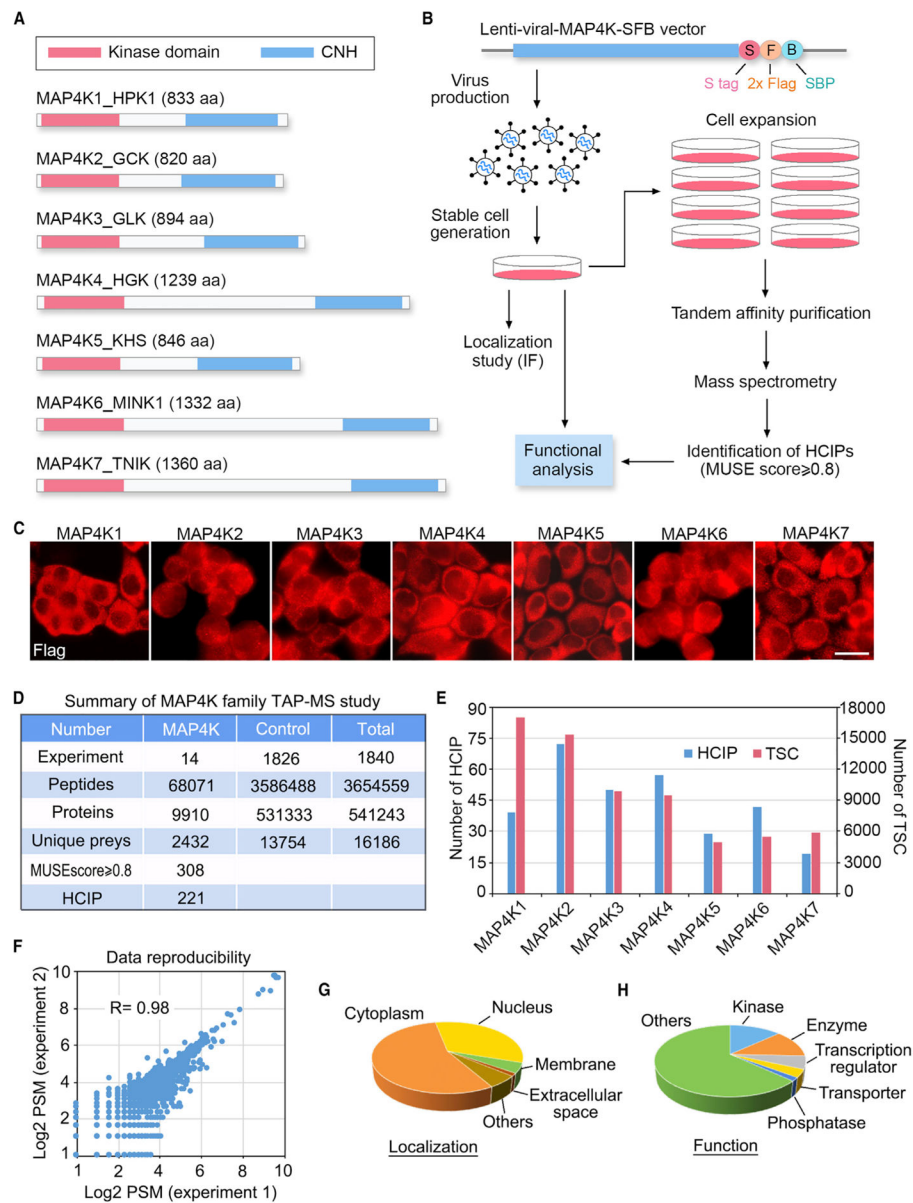 A
Kinase domain
CNH
MAP4K1_HPK1 (833 aa)
MAP4K2_GCK (820 aa)
MAP4K3_GLK (894 aa)
MAP4K4_HGK (1239 aa)
MAP4K5_KHS (846 aa)
MAP4K6_MINK1 (1332 aa)
MAP4K7_TNIK (1360 aa)
B
Lenti-viral-MAP4K-SFB vector
S F B
S tag 2x Flag SBP
Virus
production
Cell expansion
Stable cell
generation
Localization
study (IF)
Tandem affinity purification
Mass spectrometry
Identification of HCIPs
(MUSE score≥0.8)
Functional
analysis
C
MAP4K1 MAP4K2 MAP4K3 MAP4K4 MAP4K5 MAP4K6 MAP4K7
Flag
D
Summary of MAP4K family TAP-MS study
Number MAP4K Control Total
Experiment 14 1826 1840
Peptides 68071 3586488 3654559
Proteins 9910 531333 541243
Unique preys 2432 13754 16186
MUSEscore≥0.8 308
HCIP 221
E
Number of HCIP
90
75
60
45
30
15
0
HCIP TSC
18000
15000
12000
9000
6000
3000
0
Number of TSC
MAP4K1 MAP4K2 MAP4K3 MAP4K4 MAP4K5 MAP4K6 MAP4K7
F
Data reproducibility
R= 0.98
Log2 PSM (experiment 2)
10
8
6
4
2
1
1 2 4 6 8 10
Log2 PSM (experiment 1)
G
Cytoplasm
Nucleus
Membrane
Extracellular
space
Others
Localization
H
Others
Kinase
Enzyme
Transcription
regulator
Transporter
Phosphatase
Function